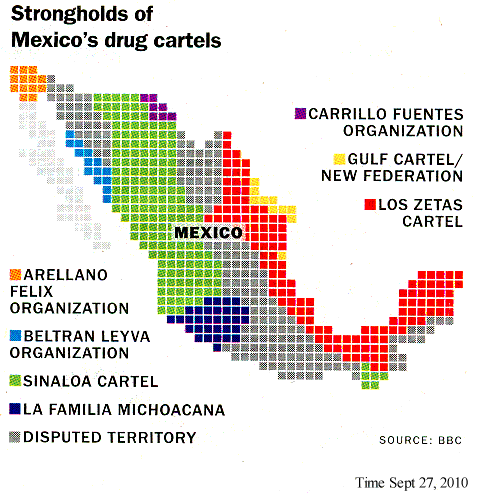 Strongholds of
Mexico's drug cartels
CARRILLO FUENTES
ORGANIZATION
GULF CARTEL/
NEW FEDERATION
LOS ZETAS
CARTEL
MEXICO
ARELLANO
FELIX
ORGANIZATION
BELTRAN LEYVA
ORGANIZATION
SINALOA CARTEL
LA FAMILIA MICHOACANA
DISPUTED TERRITORY
SOURCE: BBC
Time Sept 27, 2010